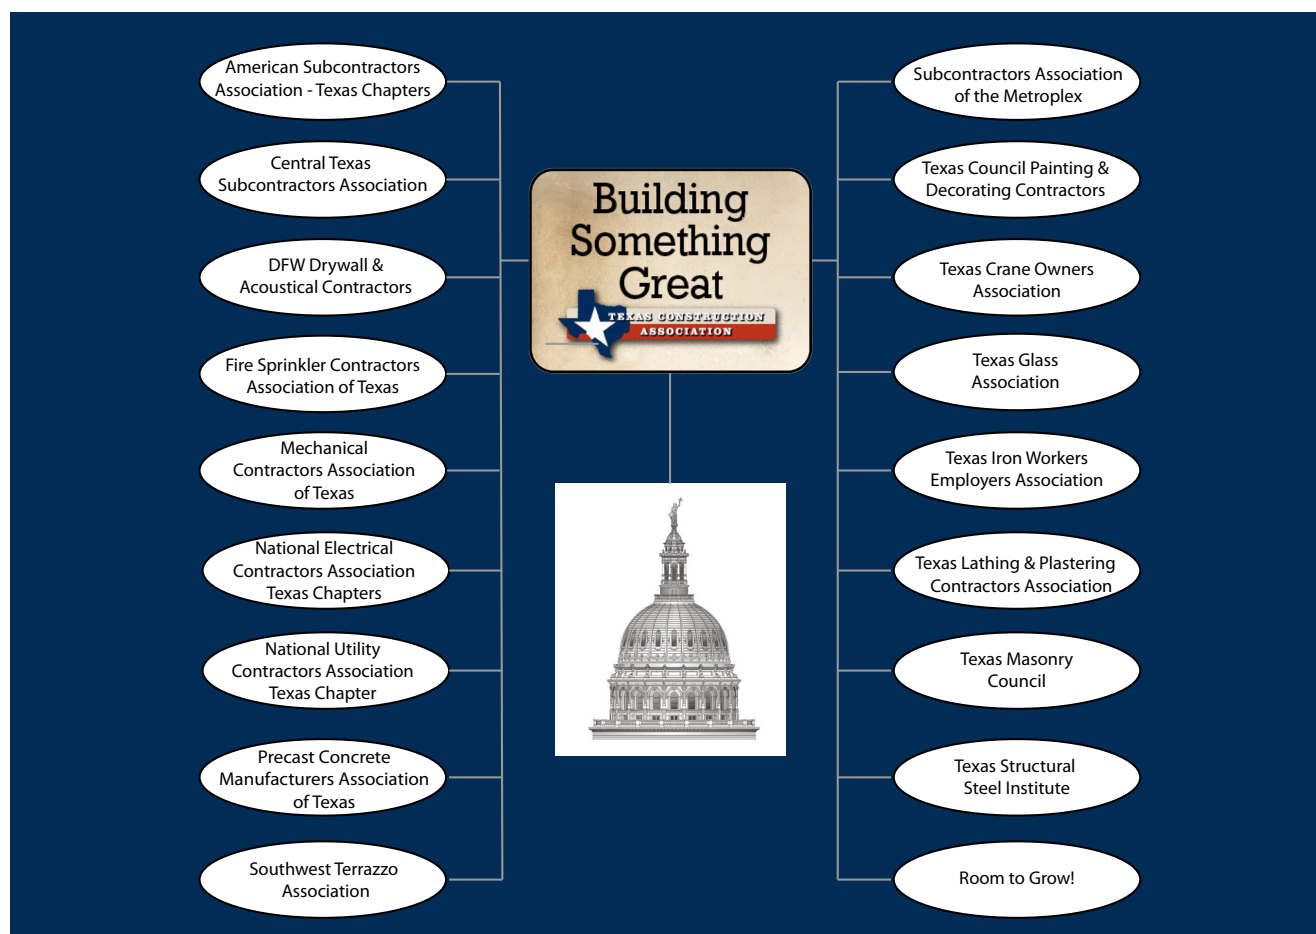 American Subcontractors
Association - Texas Chapters
Central Texas
Subcontractors Association
DFW Drywall &
Acoustical Contractors
Fire Sprinkler Contractors
Association of Texas
Mechanical
Contractors Association
of Texas
National Electrical
Contractors Association
Texas Chapters
National Utility
Contractors Association
Texas Chapter
Precast Concrete
Manufacturers Association
of Texas
Southwest Terrazzo
Association
Building
Something
Great
TEXAS CONSTRUCTION
ASSOCIATION
Subcontractors Association
of the Metroplex
Texas Council Painting &
Decorating Contractors
Texas Crane Owners
Association
Texas Glass
Association
Texas Iron Workers
Employers Association
Texas Lathing & Plastering
Contractors Association
Texas Masonry
Council
Texas Structural
Steel Institute
Room to Grow!